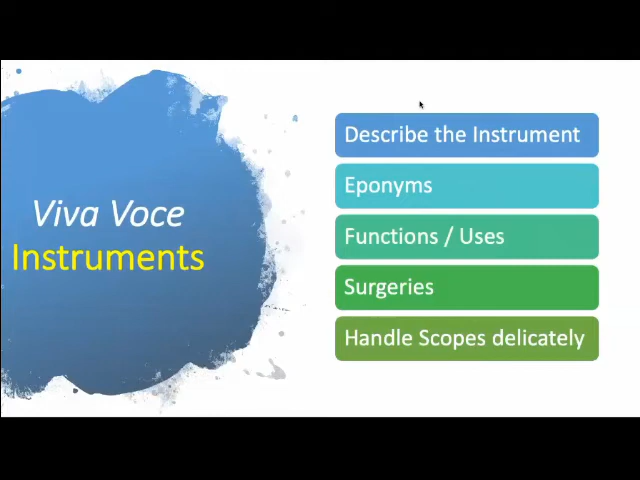 Viva Voce
Instruments
Describe the Instrument
Eponyms
Functions / Uses
Surgeries
Handle Scopes delicately